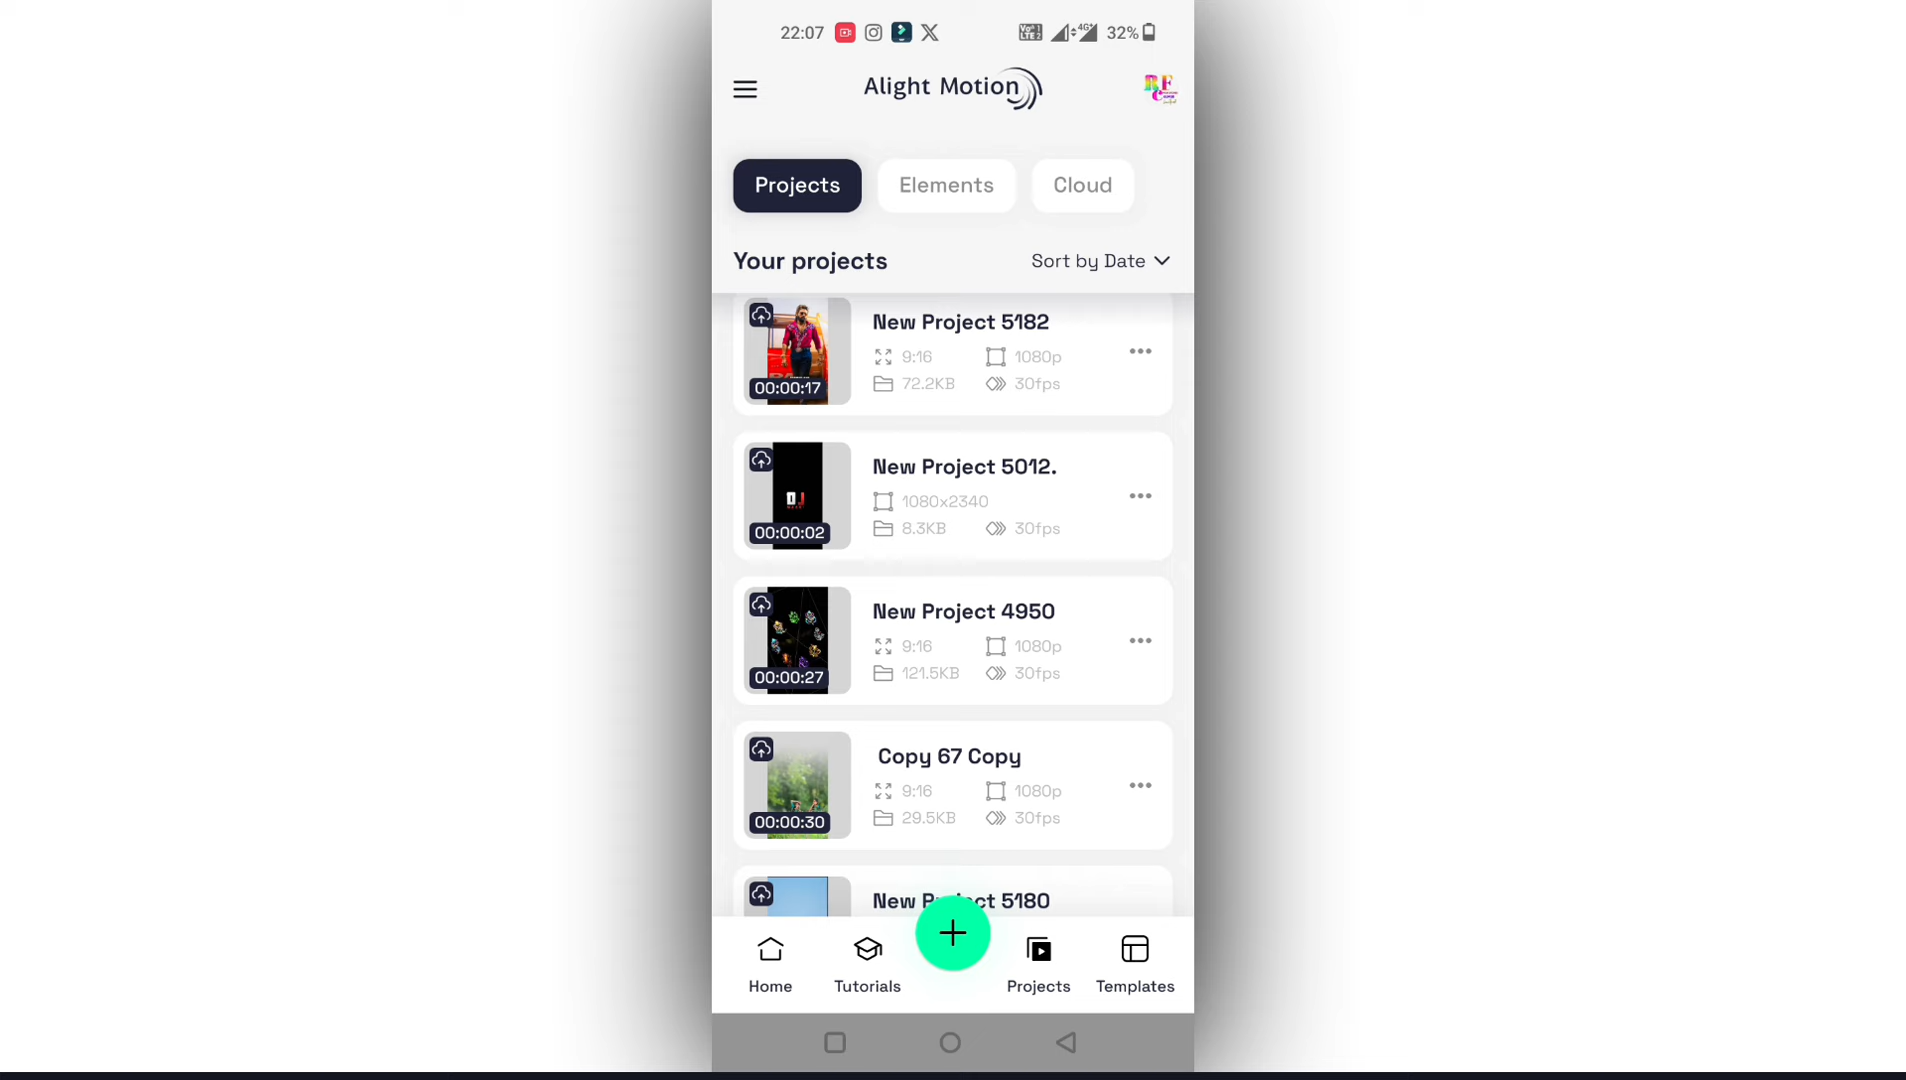 22:07 32%
Alight Motion
Projects Elements Cloud
Your projects Sort by Date
New Project 5182
9:16 1080p
72.2KB 30fps
00:00:17
New Project 5012.
1080x2340
8.3KB 30fps
00:00:02
New Project 4950
9:16 1080p
121.5KB 30fps
00:00:27
Copy 67 Copy
9:16 1080p
29.5KB 30fps
00:00:30
New Project 5180
Home Tutorials Projects Templates